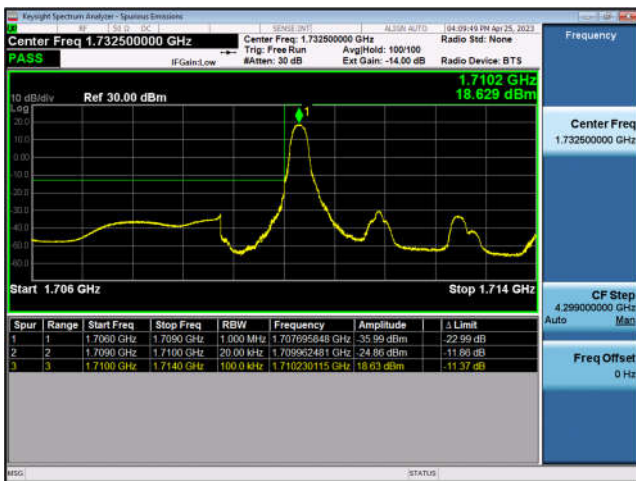 Keysight Spectrum Analyzer - Spurious Emissions
RF 50 Ω DC SENSE:INT ALIGN AUTO 04:09:49 PM Apr 25, 2023
Center Freq 1.732500000 GHz
PASS
IFGain:Low
Center Freq: 1.732500000 GHz
Trig: Free Run Avg|Hold: 100/100
#Atten: 30 dB Ext Gain: -14.00 dB
Radio Std: None
Radio Device: BTS
1.7102 GHz
18.629 dBm
10 dB/div Ref 30.00 dBm
Log
20.0
10.0
0.00
-10.0
-20.0
-30.0
-40.0
-50.0
-60.0
1
Start 1.706 GHz Stop 1.714 GHz
Spur Range Start Freq Stop Freq RBW Frequency Amplitude Δ Limit
1 1 1.7060 GHz 1.7090 GHz 1.000 MHz 1.707695848 GHz -35.99 dBm -22.99 dB
2 2 1.7090 GHz 1.7100 GHz 20.00 kHz 1.709962481 GHz -24.86 dBm -11.86 dB
3 3 1.7100 GHz 1.7140 GHz 100.0 kHz 1.710230115 GHz 18.63 dBm -11.37 dB
MSG STATUS
Frequency
Center Freq
1.732500000 GHz
CF Step
4.299000000 GHz
Auto Man
Freq Offset
0 Hz